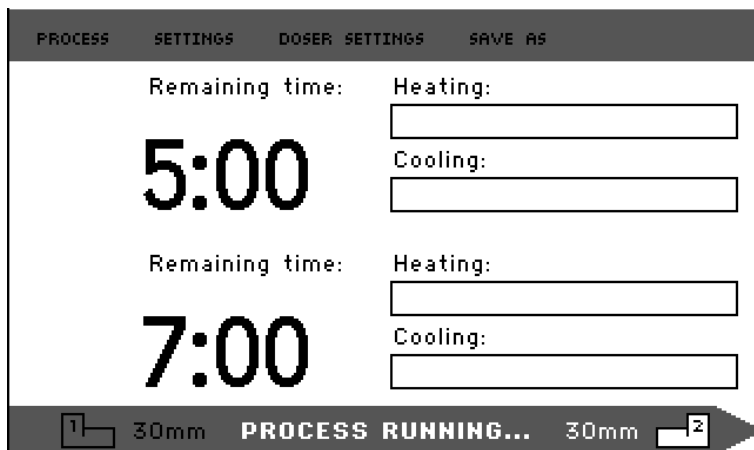 PROCESS SETTINGS DOSER SETTINGS SAVE AS
Remaining time: Heating:
5:00
Cooling:
Remaining time: Heating:
7:00
Cooling:
1 30mm PROCESS RUNNING... 30mm 2